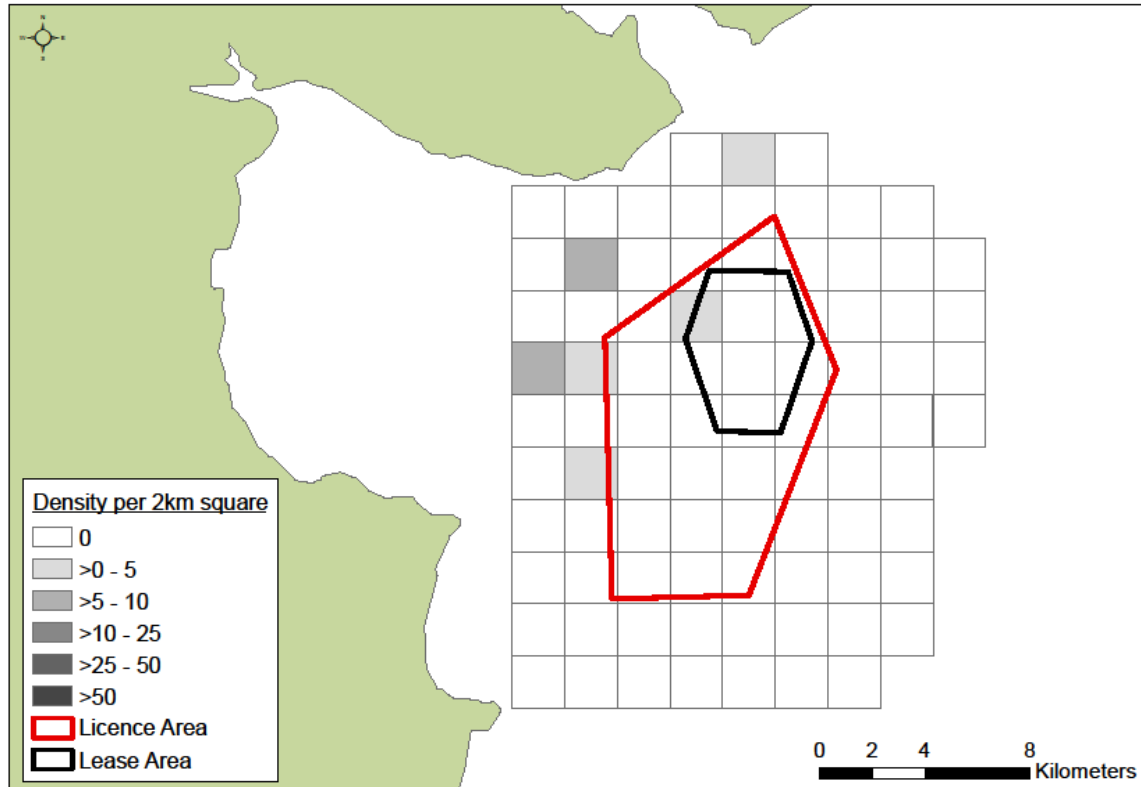 N
W E
S
Density per 2km square
0
>0 - 5
>5 - 10
>10 - 25
>25 - 50
>50
Licence Area
Lease Area
0 2 4 8
Kilometers